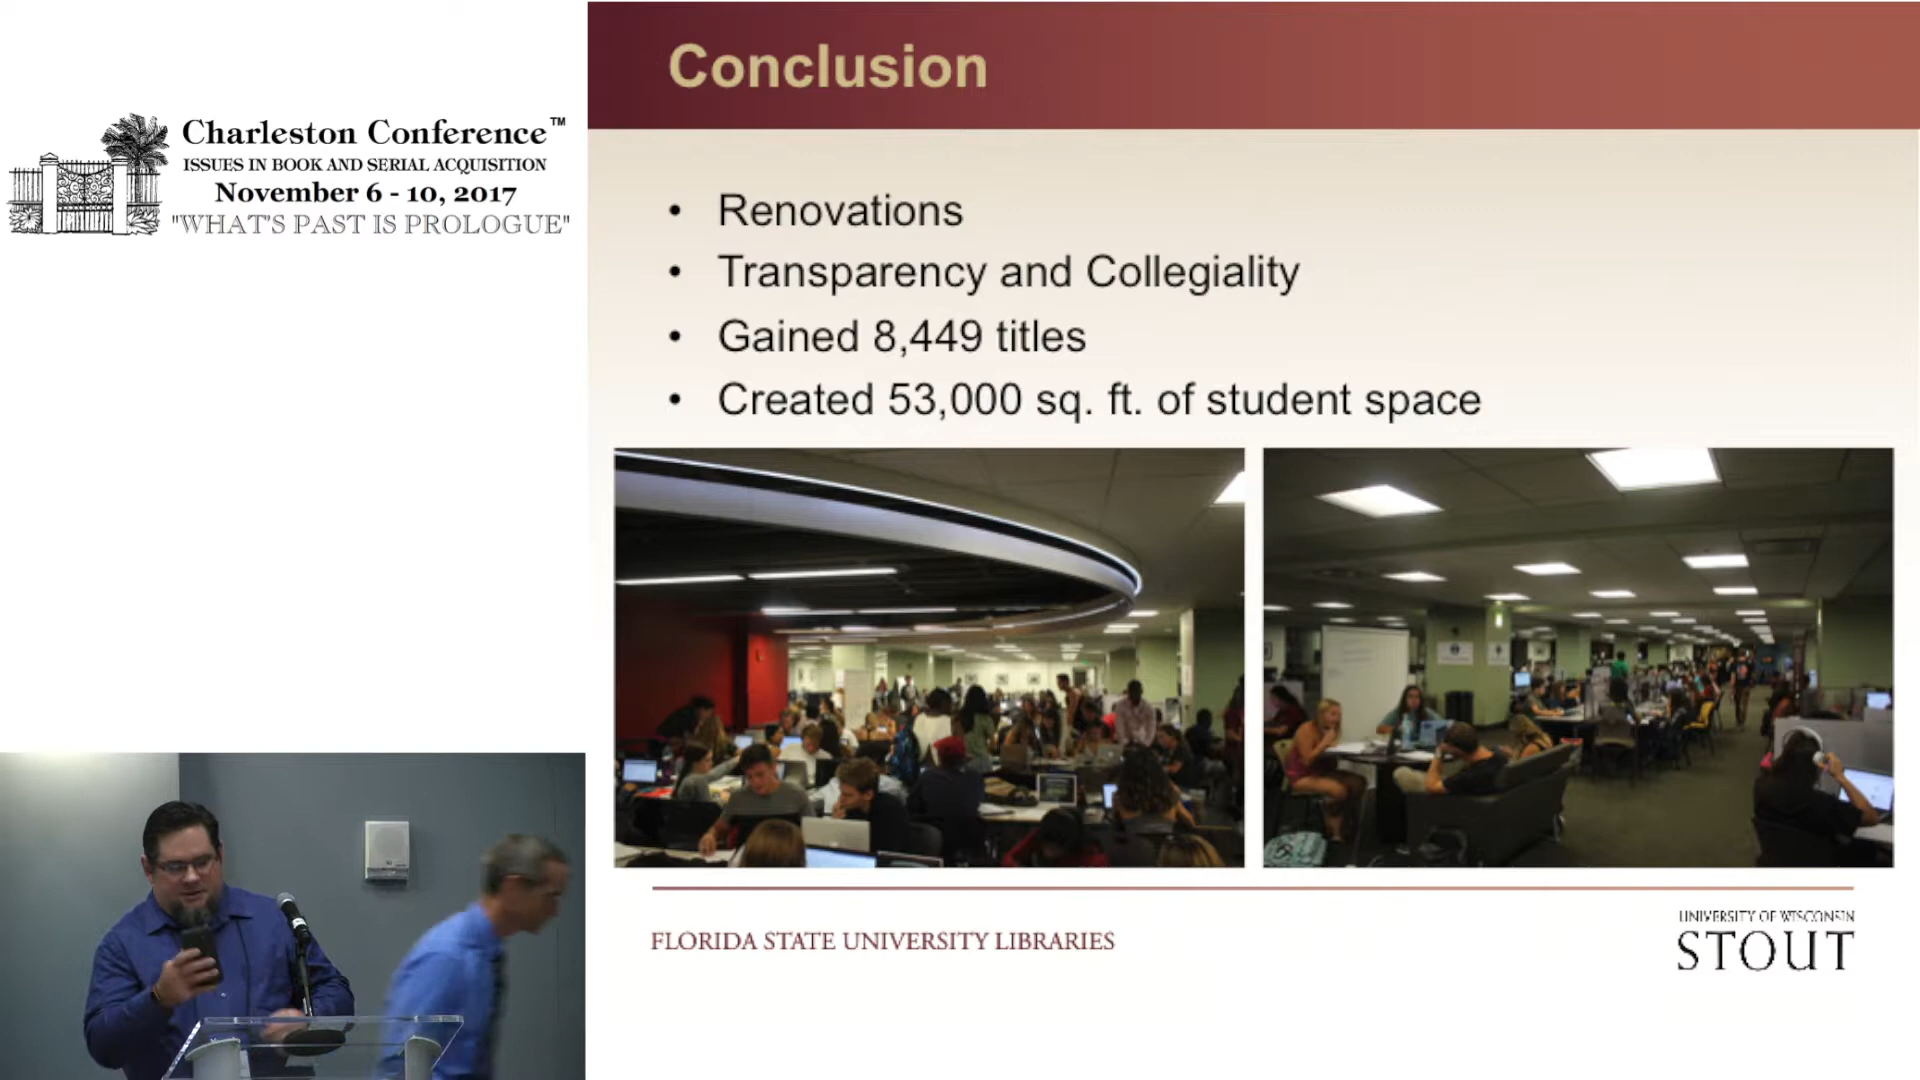 Charleston Conference™
ISSUES IN BOOK AND SERIAL ACQUISITION
November 6 - 10, 2017
"WHAT'S PAST IS PROLOGUE"
Conclusion
• Renovations
• Transparency and Collegiality
• Gained 8,449 titles
• Created 53,000 sq. ft. of student space
FLORIDA STATE UNIVERSITY LIBRARIES
UNIVERSITY OF WISCONSIN
STOUT